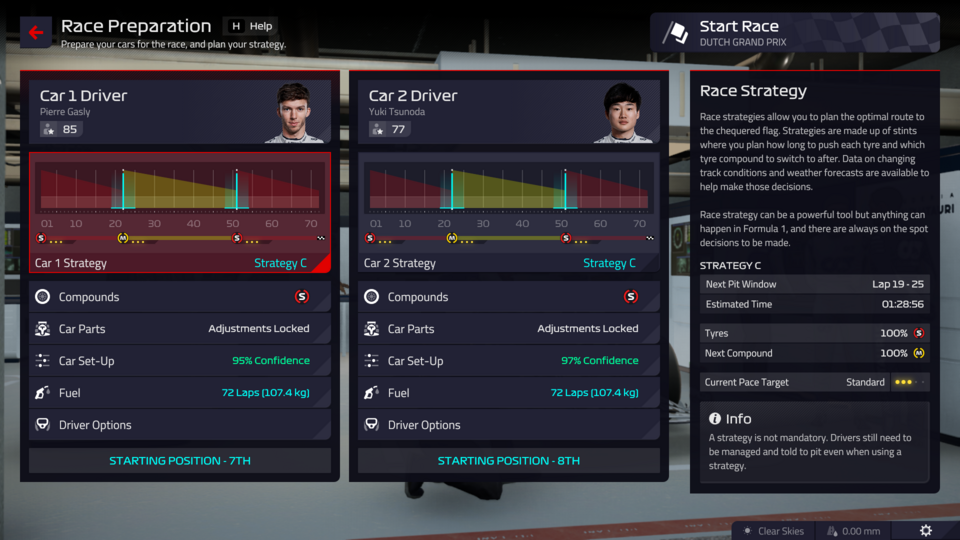 Race Preparation
H Help
Prepare your cars for the race, and plan your strategy.
Start Race
DUTCH GRAND PRIX
Car 1 Driver
Pierre Gasly
85
01 10 20 30 40 50 60 70
S M S
Car 1 Strategy Strategy C
Compounds S
Car Parts Adjustments Locked
Car Set-Up 95% Confidence
Fuel 72 Laps (107.4 kg)
Driver Options
STARTING POSITION - 7TH
Car 2 Driver
Yuki Tsunoda
77
01 10 20 30 40 50 60 70
S M S
Car 2 Strategy Strategy C
Compounds S
Car Parts Adjustments Locked
Car Set-Up 97% Confidence
Fuel 72 Laps (107.4 kg)
Driver Options
STARTING POSITION - 8TH
Race Strategy
Race strategies allow you to plan the optimal route to
the chequered flag. Strategies are made up of stints
where you plan how long to push each tyre and which
tyre compound to switch to after. Data on changing
track conditions and weather forecasts are available to
help make those decisions.
Race strategy can be a powerful tool but anything can
happen in Formula 1, and there are always on the spot
decisions to be made.
STRATEGY C
Next Pit Window Lap 19 - 25
Estimated Time 01:28:56
Tyres 100% S
Next Compound 100% M
Current Pace Target Standard
Info
A strategy is not mandatory. Drivers still need to
be managed and told to pit even when using a
strategy.
Clear Skies 0.00 mm